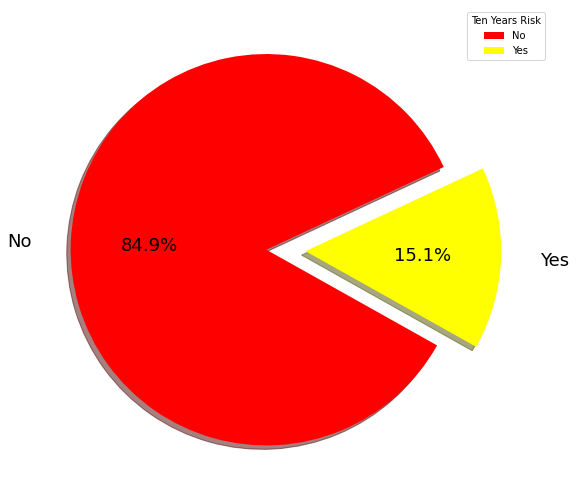 Ten Years Risk
No
Yes
84.9%
No
15.1%
Yes